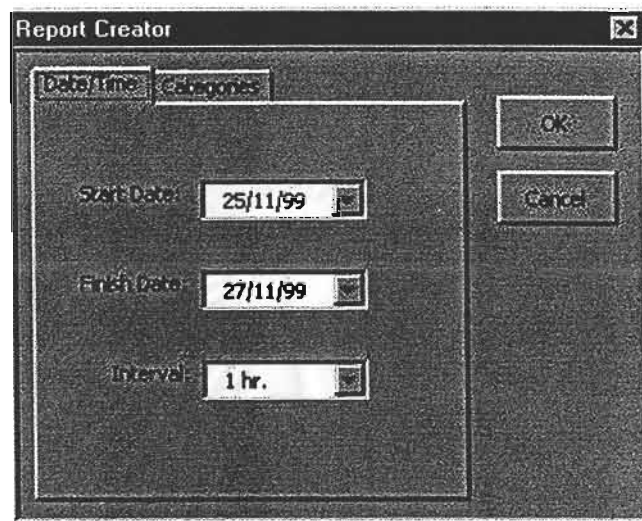 Report Creator
Date/Time Categories
OK
Start Date: 25/11/99
Cancel
Finish Date: 27/11/99
Interval: 1 hr.